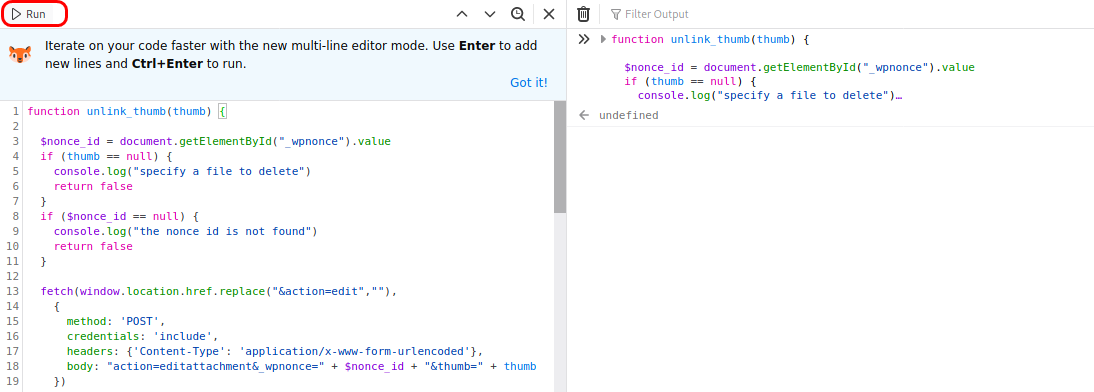 Run
Iterate on your code faster with the new multi-line editor mode. Use Enter to add
new lines and Ctrl+Enter to run.
Got it!
1 function unlink_thumb(thumb) {
2
3 $nonce_id = document.getElementById("_wpnonce").value
4 if (thumb == null) {
5 console.log("specify a file to delete")
6 return false
7 }
8 if ($nonce_id == null) {
9 console.log("the nonce id is not found")
10 return false
11 }
12
13 fetch(window.location.href.replace("&action=edit",""),
14 {
15 method: 'POST',
16 credentials: 'include',
17 headers: {'Content-Type': 'application/x-www-form-urlencoded'},
18 body: "action=editattachment&_wpnonce=" + $nonce_id + "&thumb=" + thumb
19 })
Filter Output
function unlink_thumb(thumb) {
$nonce_id = document.getElementById("_wpnonce").value
if (thumb == null) {
console.log("specify a file to delete")…
undefined